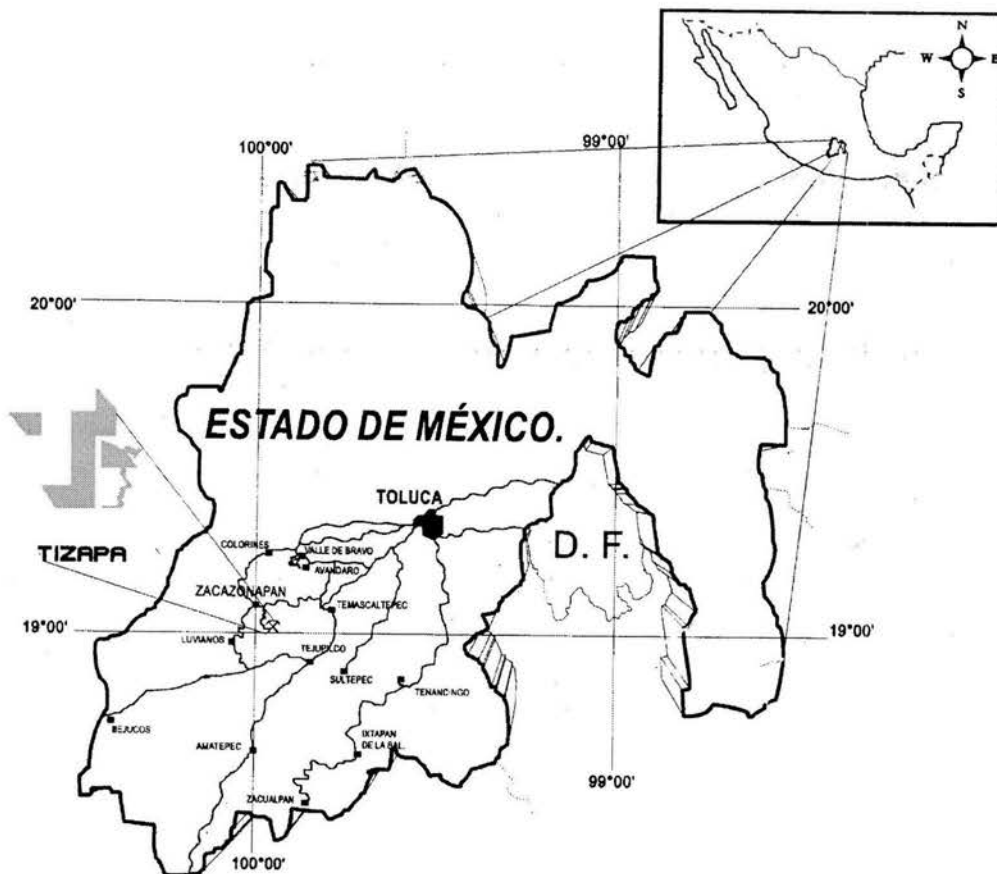 N
W E
S
100°00'
99°00'
20°00'
20°00'
ESTADO DE MÉXICO.
TOLUCA
D. F.
COLORINES
VALLE DE BRAVO
AVANDARO
TIZAPA
ZACAZONAPAN
TEMASCALTEPEC
19°00'
19°00'
LUVIANOS
TEJUPILCO
SULTEPEC
TENANCINGO
BEJUCOS
AMATEPEC
IXTAPAN
DE LA SAL.
ZACUALPAN
99°00'
100°00'